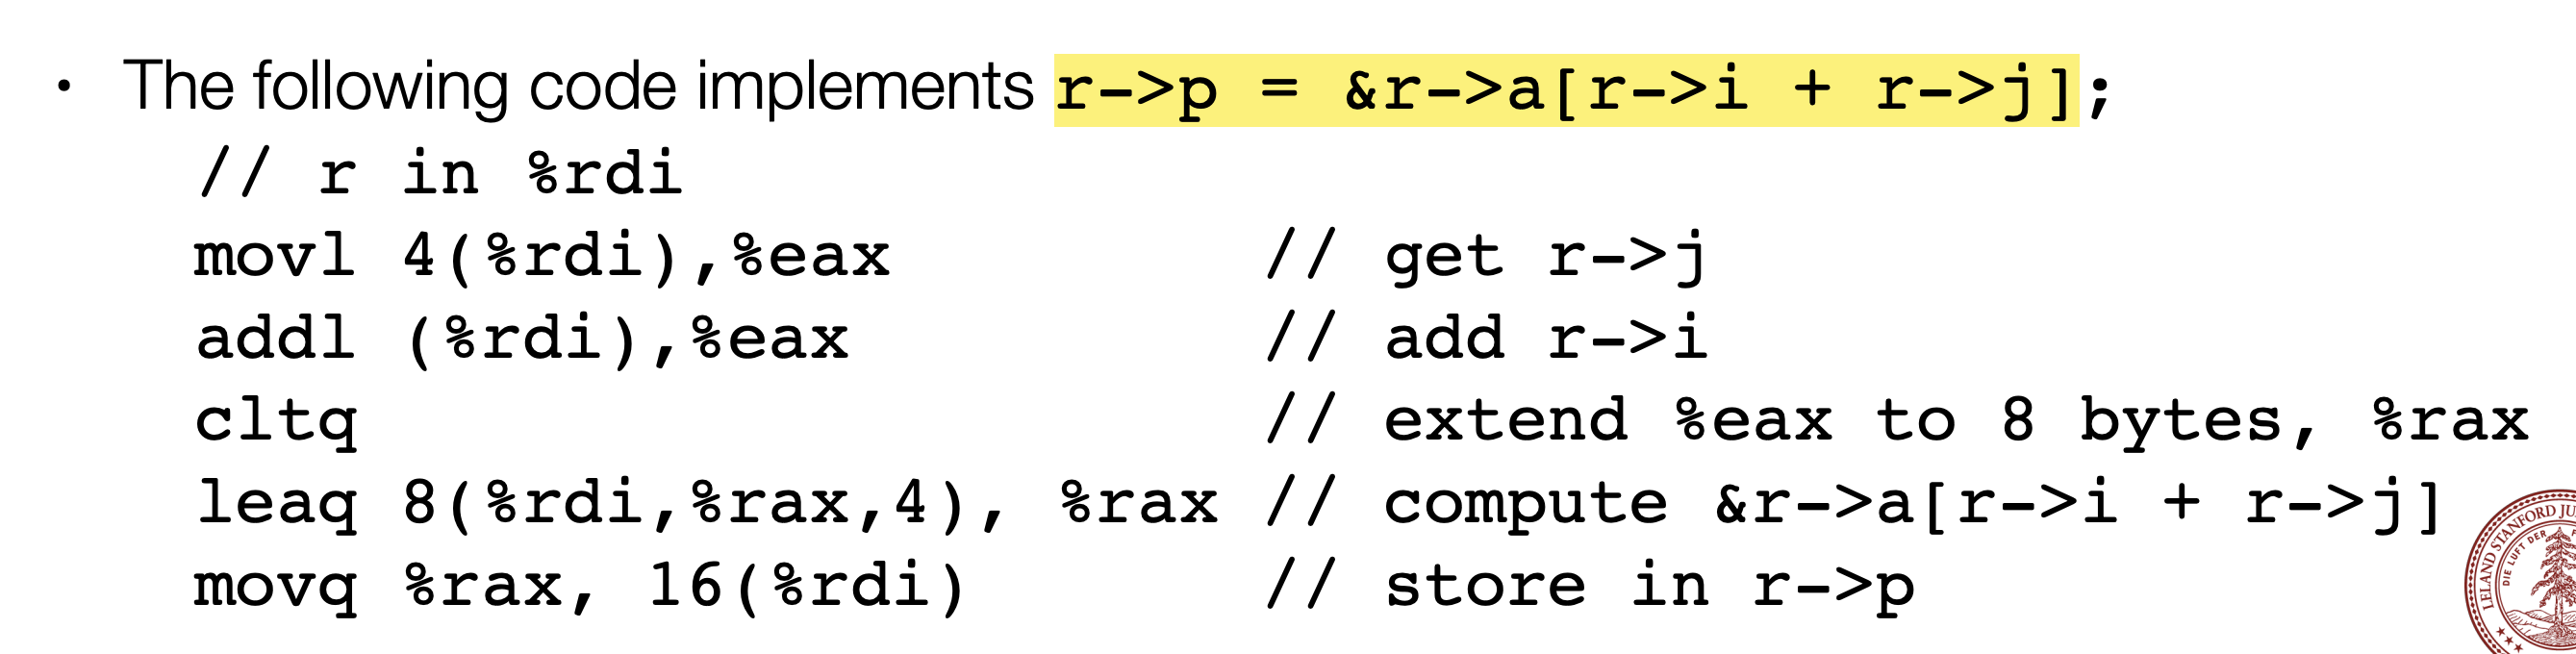 • The following code implements r->p = &r->a[r->i + r->j];
// r in %rdi
movl 4(%rdi),%eax // get r->j
addl (%rdi),%eax // add r->i
cltq // extend %eax to 8 bytes, %rax
leaq 8(%rdi,%rax,4), %rax // compute &r->a[r->i + r->j]
movq %rax, 16(%rdi) // store in r->p
LELAND STANFORD JU
DIE LUFT DER